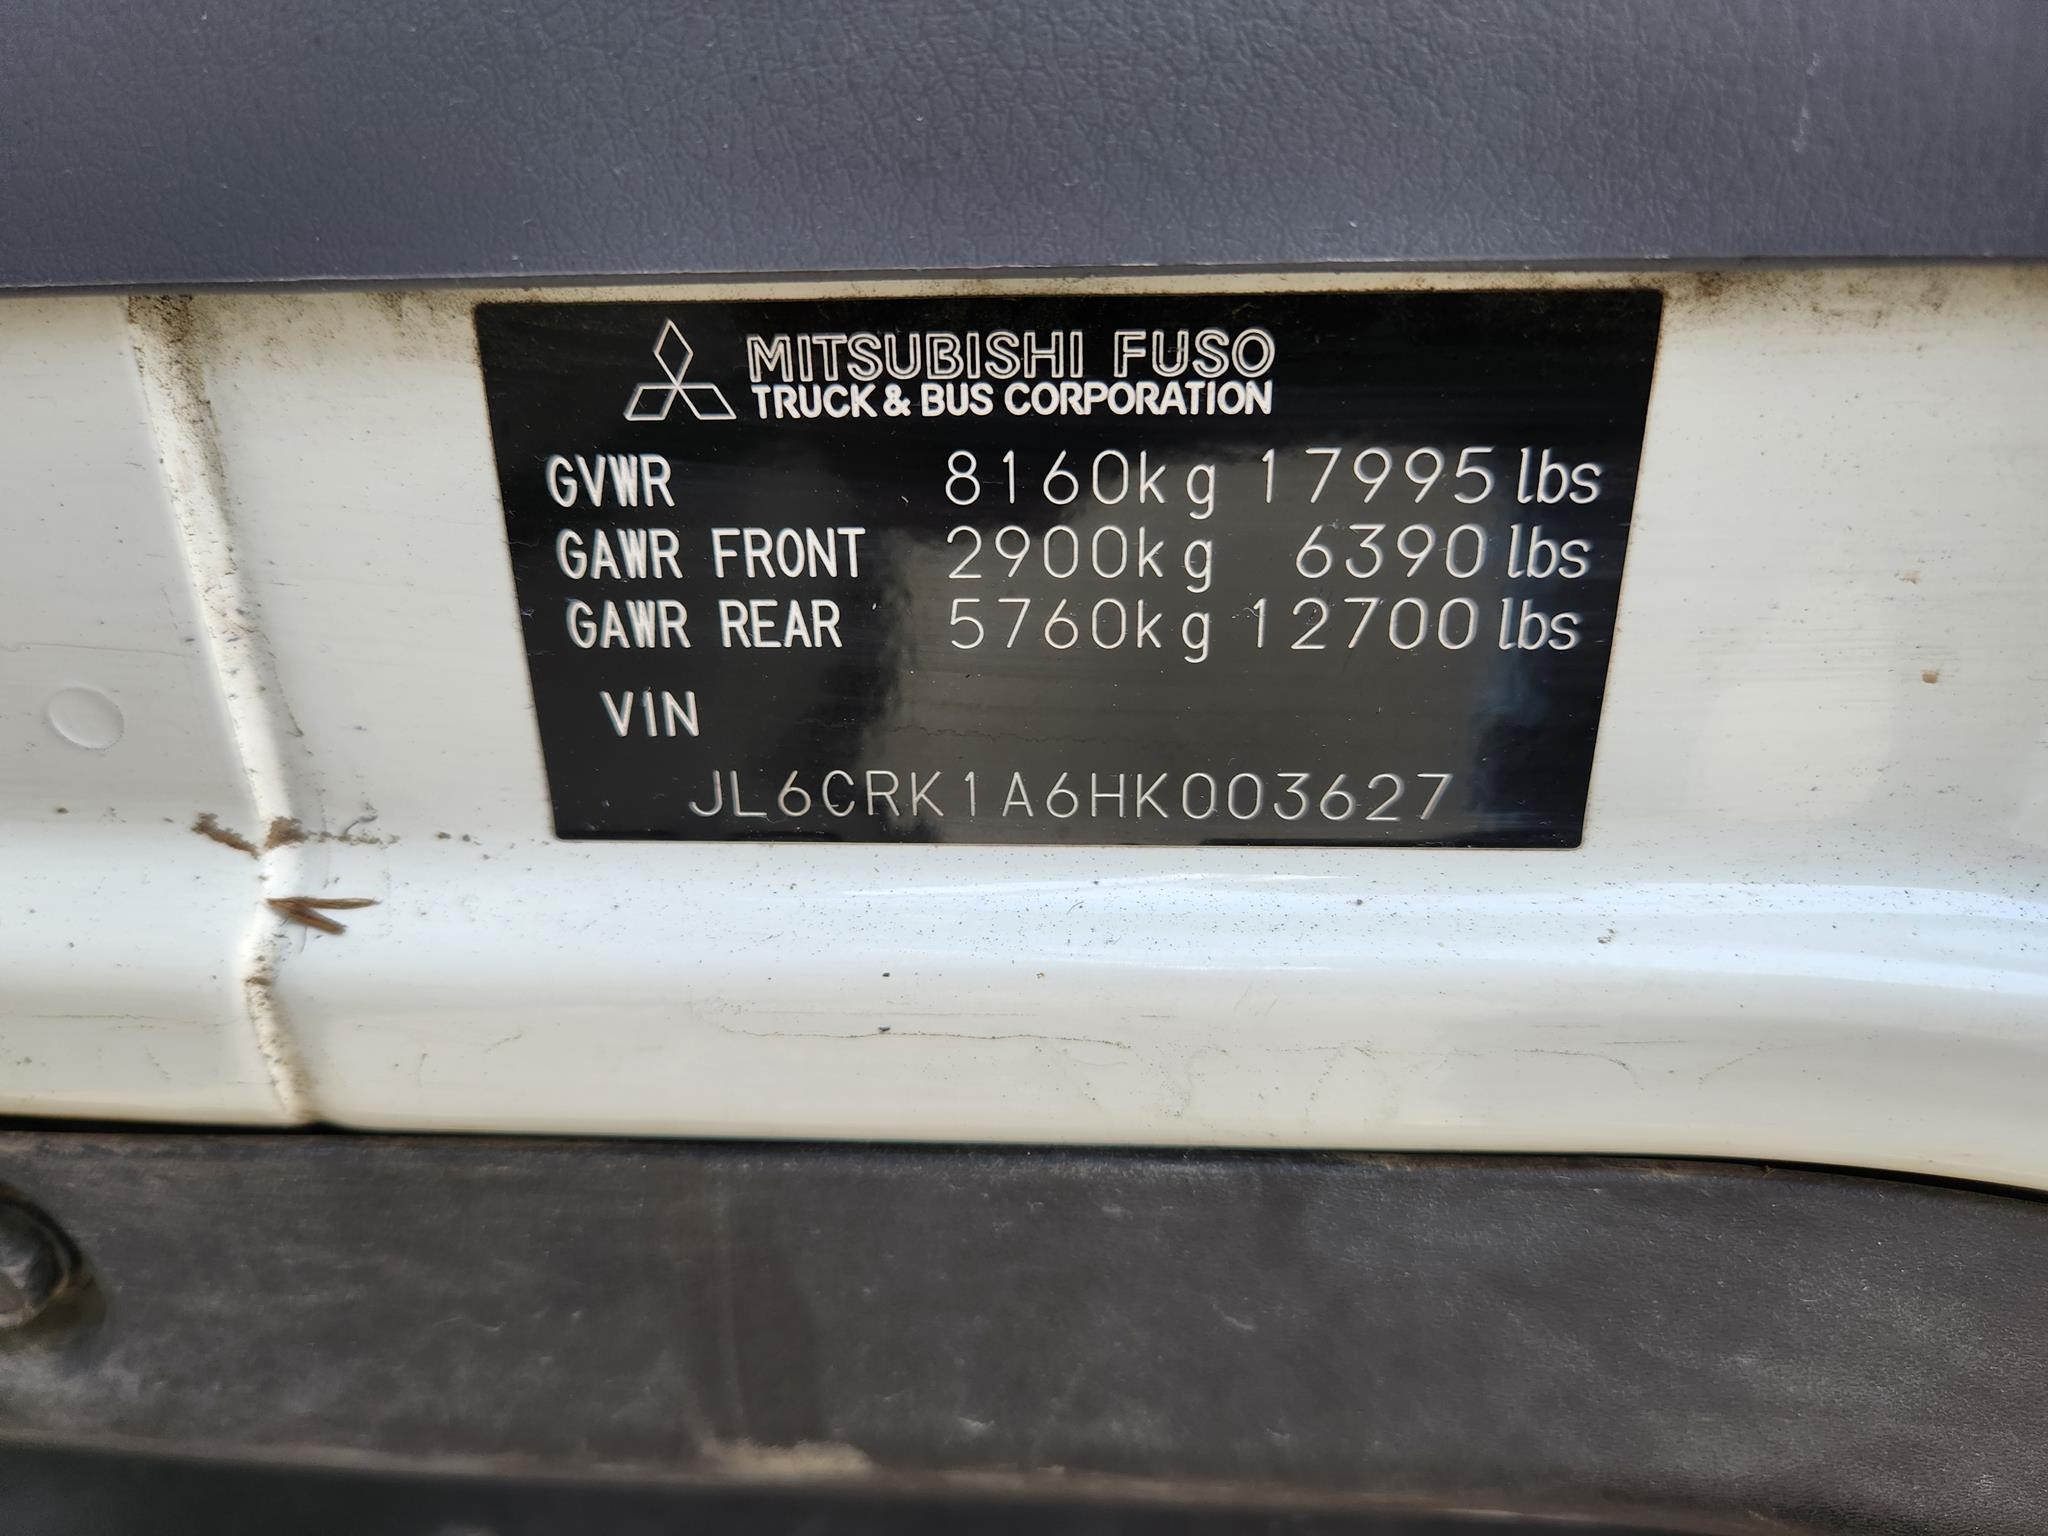 MITSUBISHI FUSO
TRUCK & BUS CORPORATION
GVWR 8160kg 17995 lbs
GAWR FRONT 2900kg 6390 lbs
GAWR REAR 5760kg 12700 lbs
VIN
JL6CRK1A6HK003627